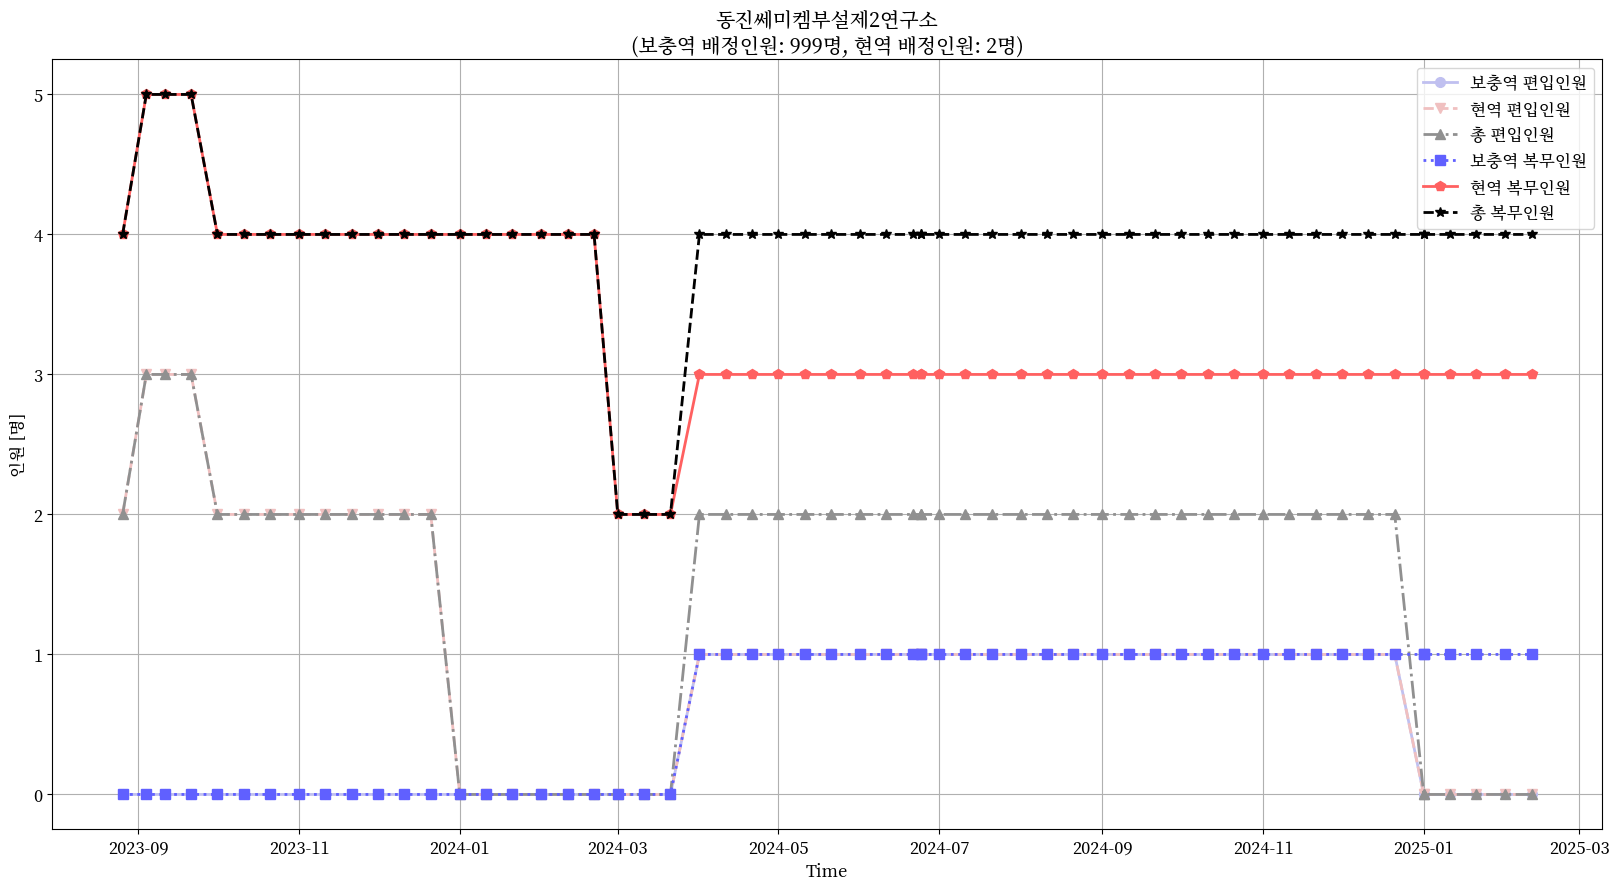 동진쎄미켐부설제2연구소
(보충역 배정인원: 999명, 현역 배정인원: 2명)
보충역 편입인원
현역 편입인원
총 편입인원
보충역 복무인원
현역 복무인원
총 복무인원
인원 [명]
5
4
3
2
1
0
2023-09
2023-11
2024-01
2024-03
2024-05
2024-07
2024-09
2024-11
2025-01
2025-03
Time